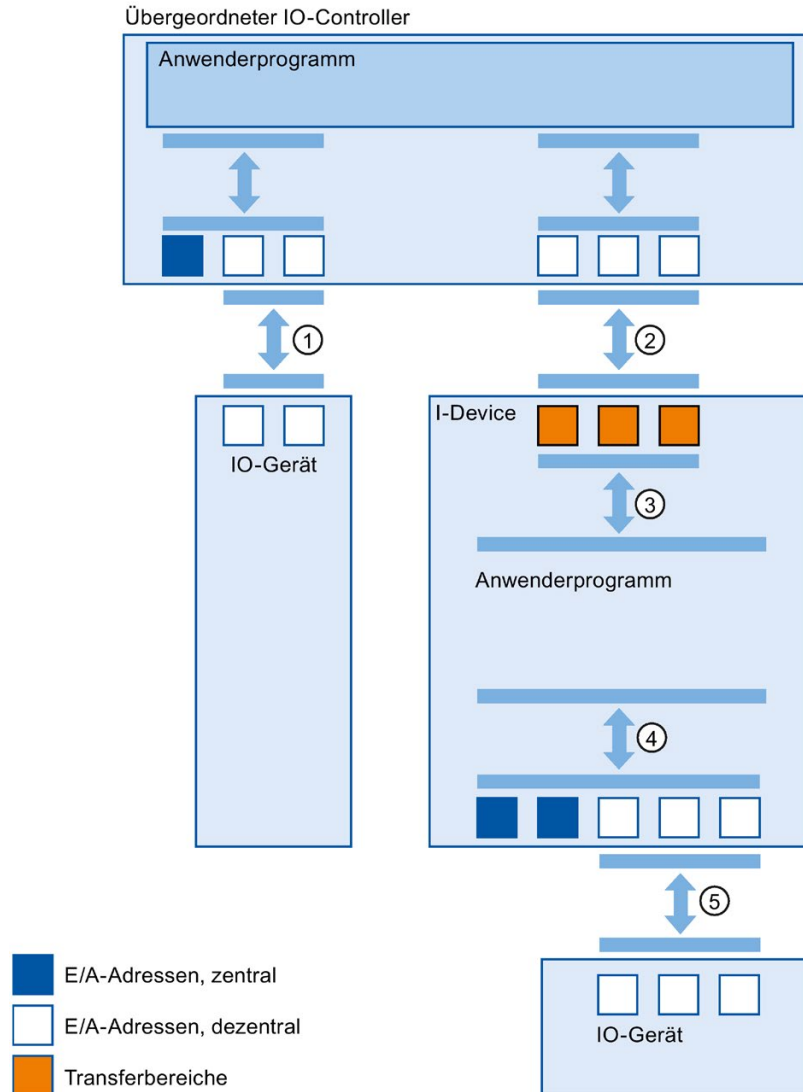 Übergeordneter IO-Controller
Anwenderprogramm
1
2
I-Device
IO-Gerät
3
Anwenderprogramm
4
5
E/A-Adressen, zentral
E/A-Adressen, dezentral
IO-Gerät
Transferbereiche